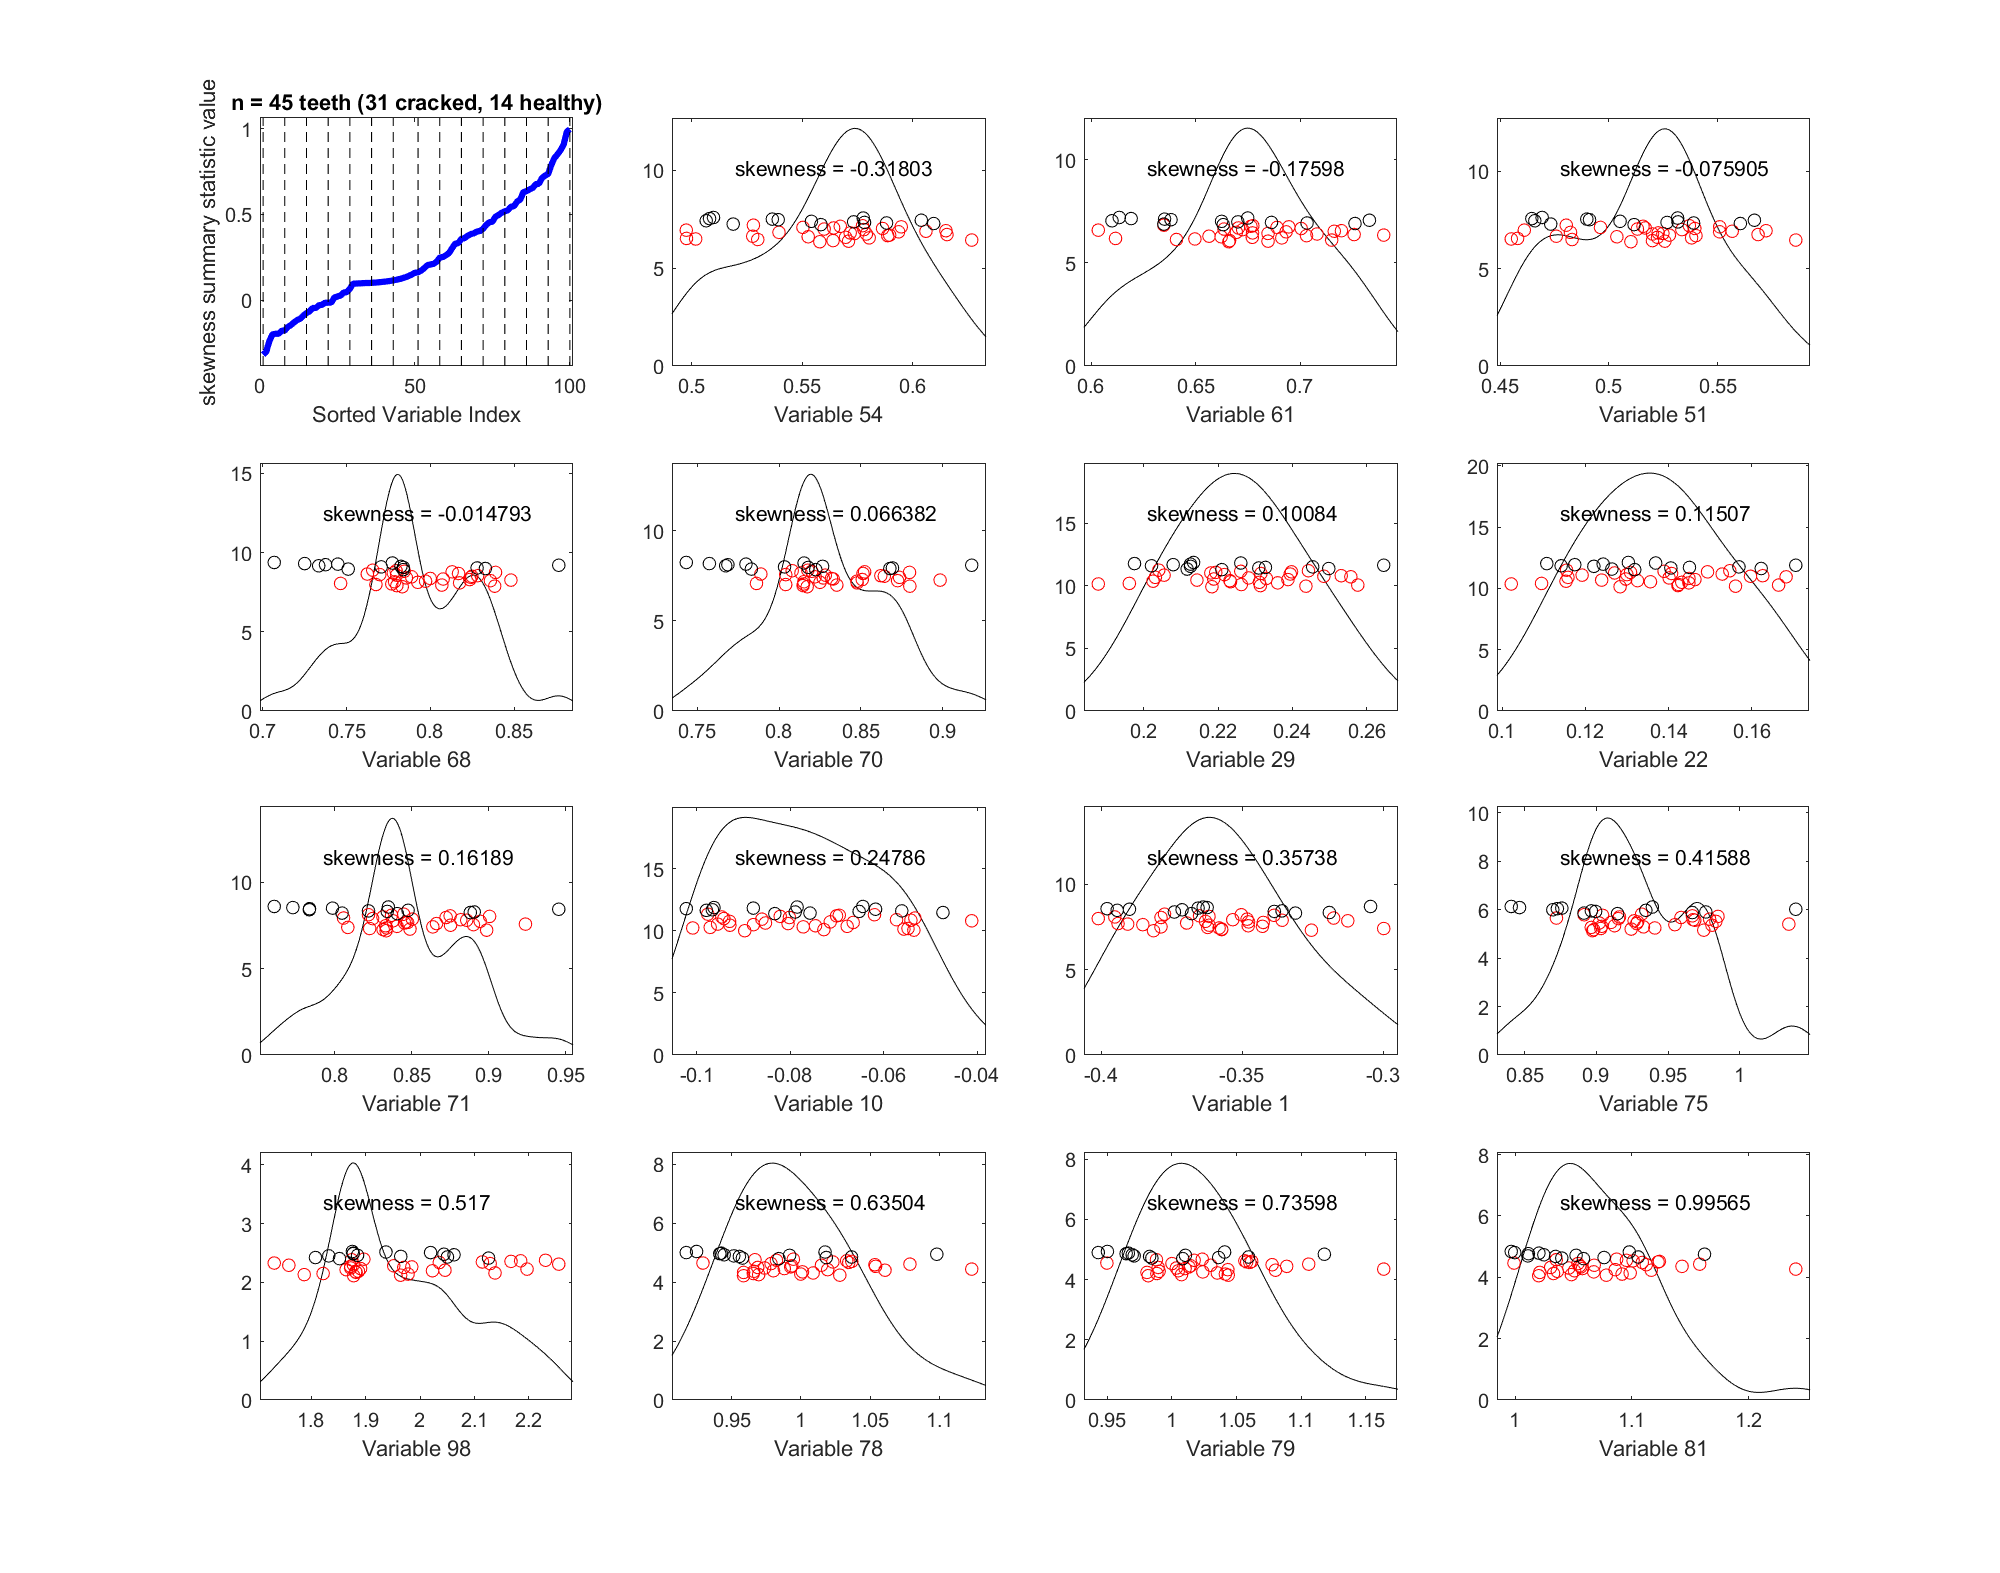 n = 45 teeth (31 cracked, 14 healthy)
skewness summary statistic value
1
0.5
0
0 50 100
Sorted Variable Index
skewness = -0.31803
10
5
0
0.5 0.55 0.6
Variable 54
skewness = -0.17598
10
5
0
0.6 0.65 0.7
Variable 61
skewness = -0.075905
10
5
0
0.45 0.5 0.55
Variable 51
skewness = -0.014793
15
10
5
0
0.7 0.75 0.8 0.85
Variable 68
skewness = 0.066382
10
5
0
0.75 0.8 0.85 0.9
Variable 70
skewness = 0.10084
15
10
5
0
0.2 0.22 0.24 0.26
Variable 29
skewness = 0.11507
20
15
10
5
0
0.1 0.12 0.14 0.16
Variable 22
skewness = 0.16189
10
5
0
0.8 0.85 0.9 0.95
Variable 71
skewness = 0.24786
15
10
5
0
-0.1 -0.08 -0.06 -0.04
Variable 10
skewness = 0.35738
10
5
0
-0.4 -0.35 -0.3
Variable 1
skewness = 0.41588
10
8
6
4
2
0
0.85 0.9 0.95 1
Variable 75
skewness = 0.517
4
3
2
1
0
1.8 1.9 2 2.1 2.2
Variable 98
skewness = 0.63504
8
6
4
2
0
0.95 1 1.05 1.1
Variable 78
skewness = 0.73598
8
6
4
2
0
0.95 1 1.05 1.1 1.15
Variable 79
skewness = 0.99565
8
6
4
2
0
1 1.1 1.2
Variable 81